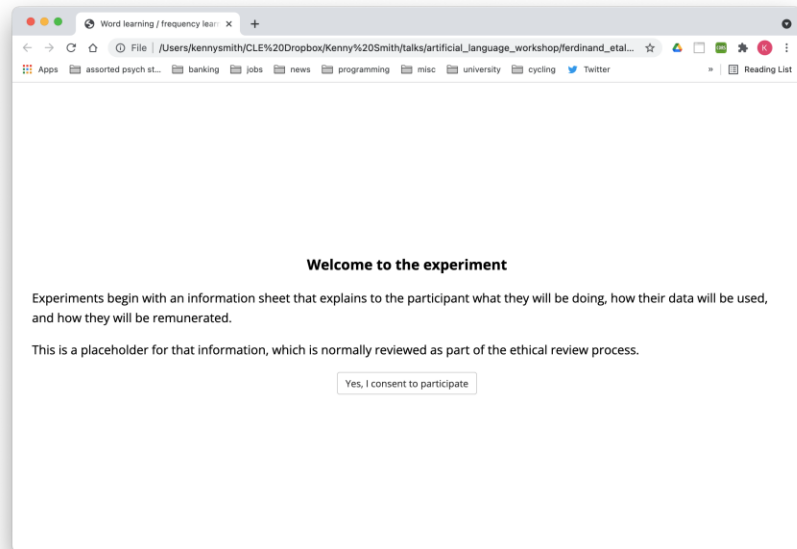 Word learning / frequency lear
File | /Users/kennysmith/CLE%20Dropbox/Kenny%20Smith/talks/artificial_language_workshop/ferdinand_etal...
K
Apps assorted psych st... banking jobs news programming misc university cycling Twitter » Reading List
Welcome to the experiment
Experiments begin with an information sheet that explains to the participant what they will be doing, how their data will be used,
and how they will be remunerated.
This is a placeholder for that information, which is normally reviewed as part of the ethical review process.
Yes, I consent to participate